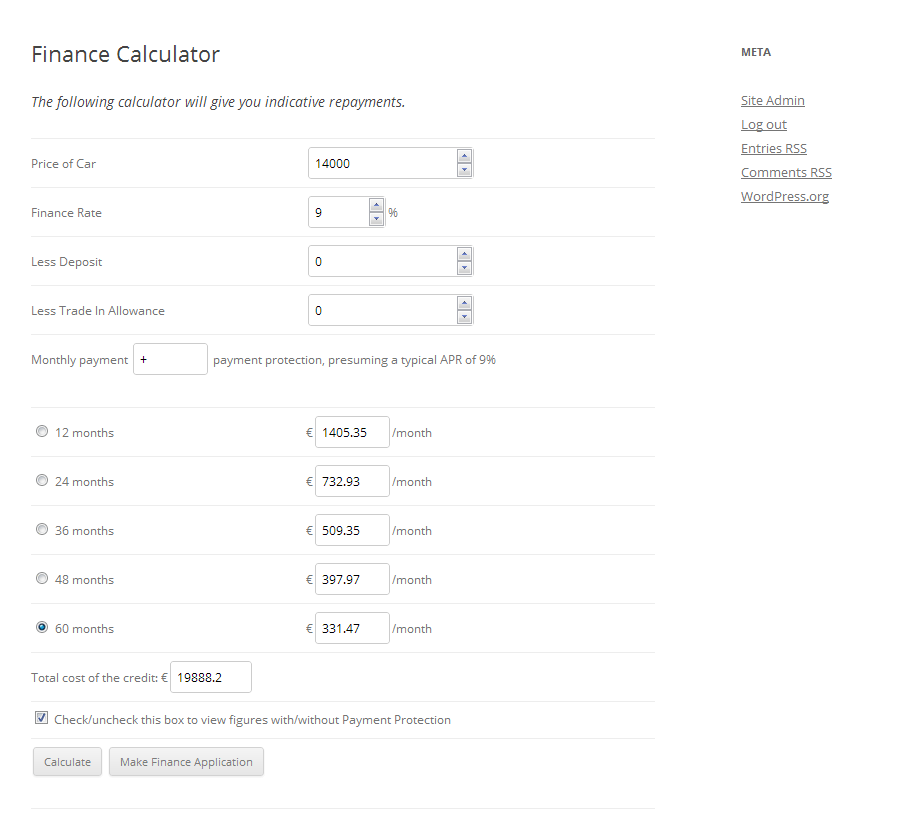 Finance Calculator
The following calculator will give you indicative repayments.
Price of Car 14000
Finance Rate 9 %
Less Deposit 0
Less Trade In Allowance 0
Monthly payment + payment protection, presuming a typical APR of 9%
12 months € 1405.35 /month
24 months € 732.93 /month
36 months € 509.35 /month
48 months € 397.97 /month
60 months € 331.47 /month
Total cost of the credit: € 19888.2
Check/uncheck this box to view figures with/without Payment Protection
Calculate Make Finance Application
META
Site Admin
Log out
Entries RSS
Comments RSS
WordPress.org